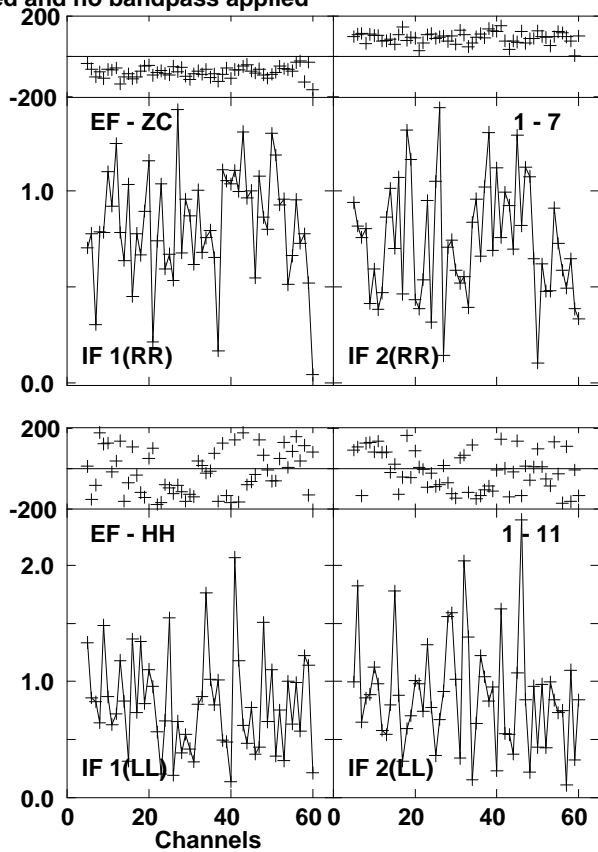 ed and no bandpass applied
200
-200
EF - ZC
1 - 7
1.0
IF 1(RR)
IF 2(RR)
0.0
200
-200
EF - HH
1 - 11
2.0
1.0
IF 1(LL)
IF 2(LL)
0.0
0 20 40 60 0 20 40 60
Channels